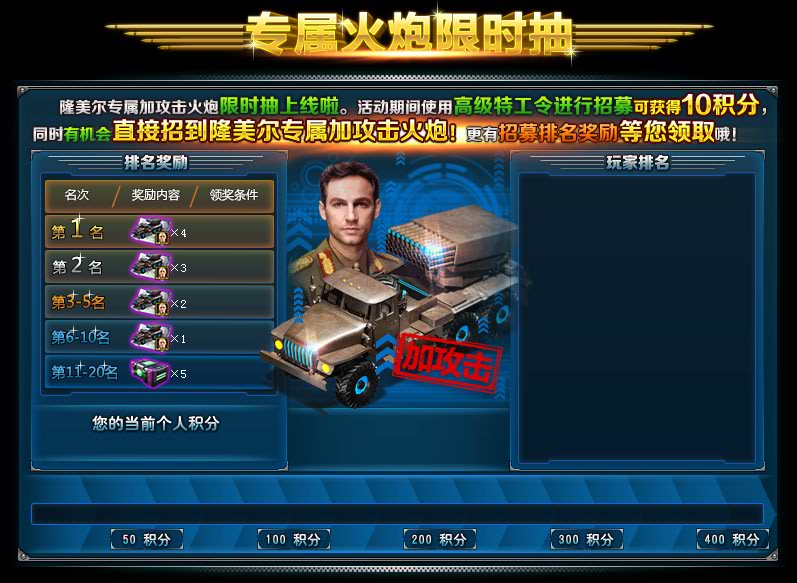 专属火炮限时抽
隆美尔专属加攻击火炮限时抽上线啦。活动期间使用高级特工令进行招募可获得10积分，
同时有机会直接招到隆美尔专属加攻击火炮！更有招募排名奖励等您领取哦！
排名奖励
名次 奖励内容 领奖条件
第1名 ×4
第2名 ×3
第3-5名 ×2
第6-10名 ×1
第11-20名 ×5
您的当前个人积分
加攻击
玩家排名
50 积分 100 积分 200 积分 300 积分 400 积分